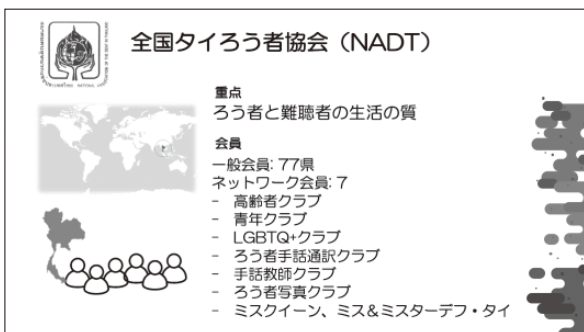 全国タイろう者協会（NADT）
重点
ろう者と難聴者の生活の質
会員
一般会員: 77県
ネットワーク会員: 7
- 高齢者クラブ
- 青年クラブ
- LGBTQ+クラブ
- ろう者手話通訳クラブ
- 手話教師クラブ
- ろう者写真クラブ
- ミスクイーン、ミス&ミスターデフ・タイ